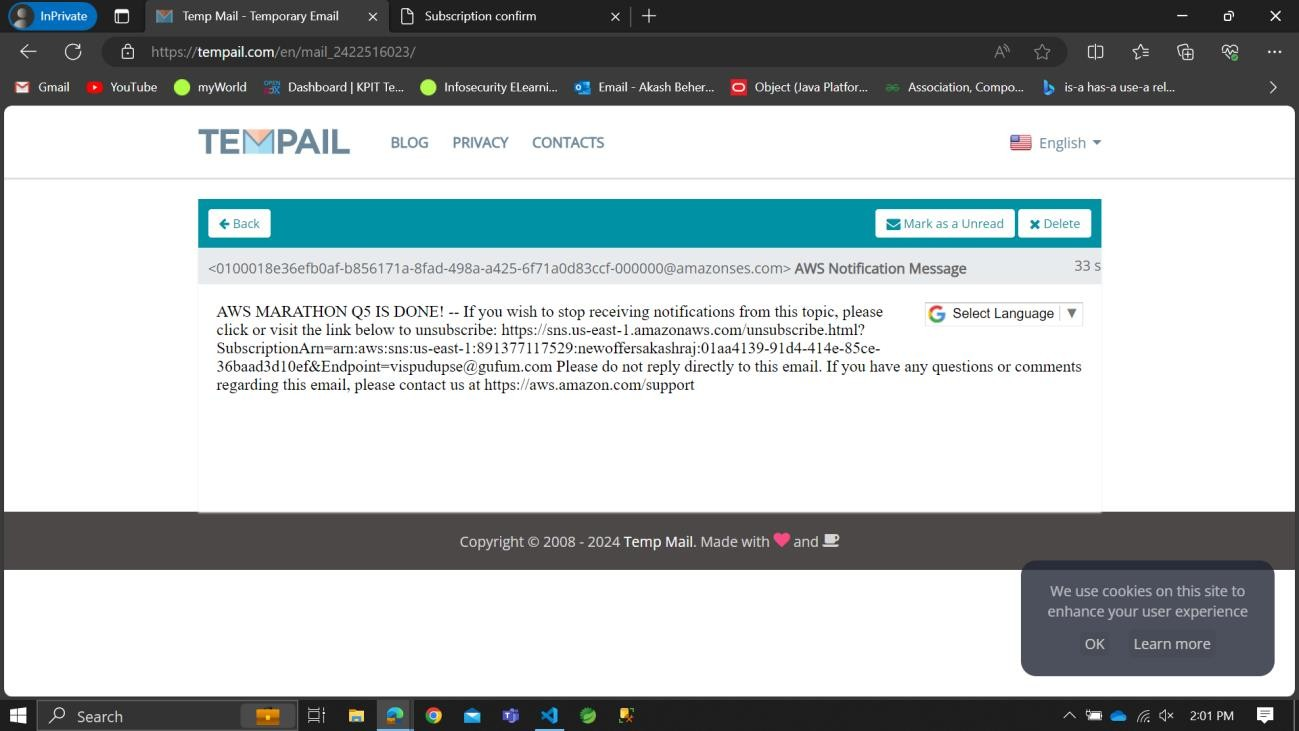 InPrivate
Temp Mail - Temporary Email
Subscription confirm
https://tempail.com/en/mail_2422516023/
Gmail
YouTube
myWorld
Dashboard | KPIT Te...
Infosecurity ELearni...
Email - Akash Beher...
Object (Java Platfor...
Association, Compo...
is-a has-a use-a rel...
TEMPAIL
BLOG
PRIVACY
CONTACTS
English
Back
Mark as a Unread
Delete
<0100018e36efb0af-b856171a-8fad-498a-a425-6f71a0d83ccf-000000@amazonses.com> AWS Notification Message
33 s
AWS MARATHON Q5 IS DONE! -- If you wish to stop receiving notifications from this topic, please
Select Language
click or visit the link below to unsubscribe: https://sns.us-east-1.amazonaws.com/unsubscribe.html?
SubscriptionArn=arn:aws:sns:us-east-1:891377117529:newoffersakashraj:01aa4139-91d4-414e-85ce-
36baad3d10ef&Endpoint=vispudupse@gufum.com Please do not reply directly to this email. If you have any questions or comments
regarding this email, please contact us at https://aws.amazon.com/support
Copyright © 2008 - 2024 Temp Mail. Made with ❤ and
We use cookies on this site to
enhance your user experience
OK
Learn more
Search
2:01 PM